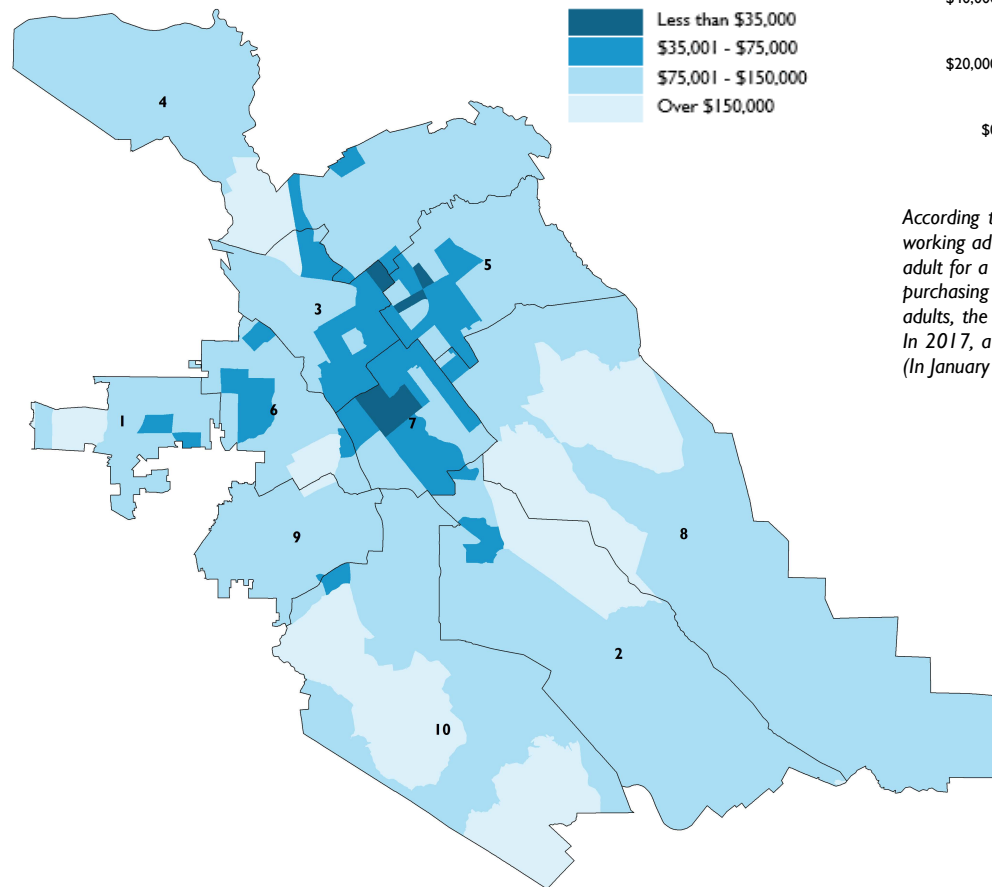 $20,000
Less than $35,000
$35,001 - $75,000
$75,001 - $150,000
Over $150,000
According
working ad
adult for a
purchasing
adults, the
In 2017, a
(In January
4
5
3
1
6
7
9
8
2
10